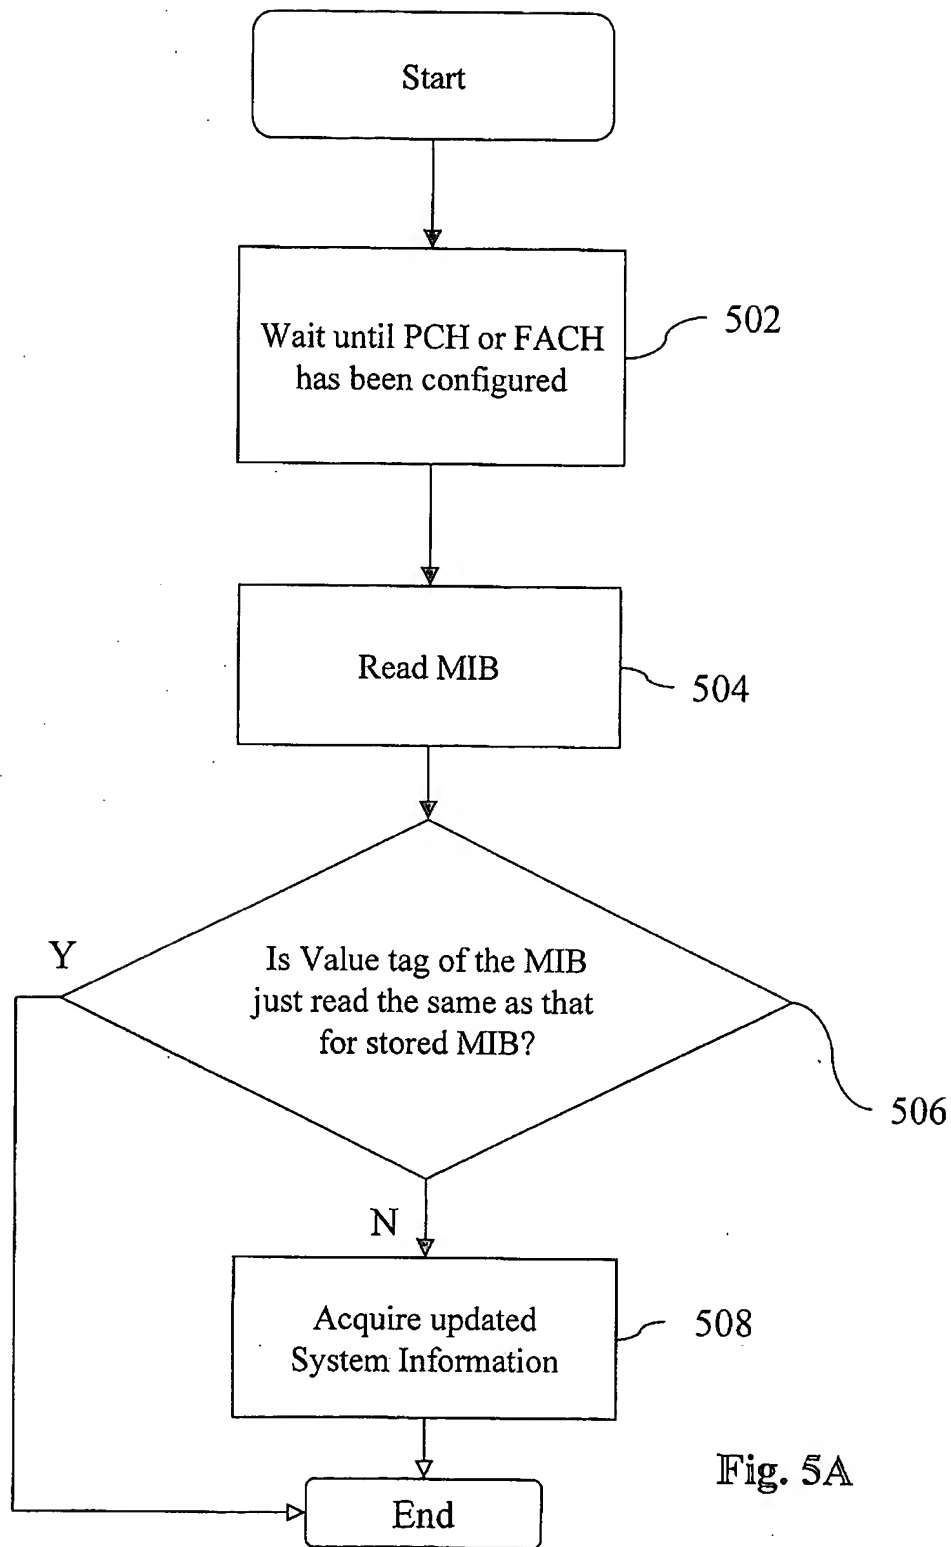 Start
Wait until PCH or FACH
has been configured
502
Read MIB
504
Y
Is Value tag of the MIB
just read the same as that
for stored MIB?
506
N
Acquire updated
System Information
508
Fig. 5A
End